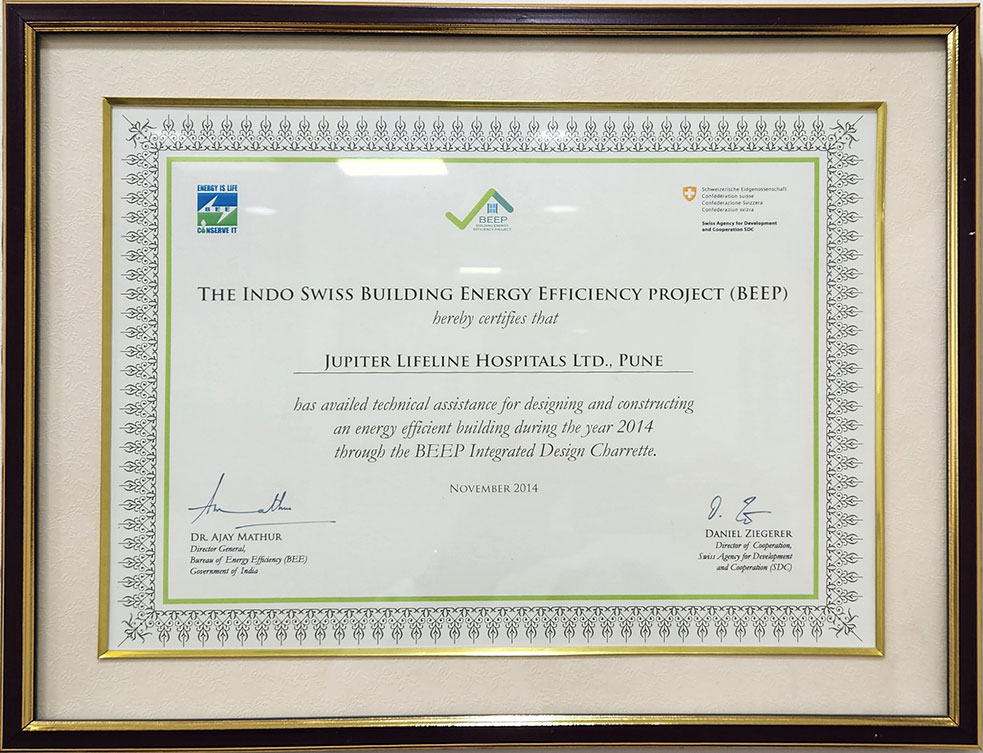 ENERGY IS LIFE
BEE
CONSERVE IT
BEEP
BUILDING ENERGY
EFFICIENCY PROJECT
Schweizerische Eidgenossenschaft
Confédération suisse
Confederazione Svizzera
Confederaziun svizra
Swiss Agency for Development
and Cooperation SDC
THE INDO SWISS BUILDING ENERGY EFFICIENCY PROJECT (BEEP)
hereby certifies that
JUPITER LIFELINE HOSPITALS LTD., PUNE
has availed technical assistance for designing and constructing
an energy efficient building during the year 2014
through the BEEP Integrated Design Charrette.
NOVEMBER 2014
DR. AJAY MATHUR
Director General,
Bureau of Energy Efficiency (BEE)
Government of India
DANIEL ZIEGERER
Director of Cooperation,
Swiss Agency for Development
and Cooperation (SDC)